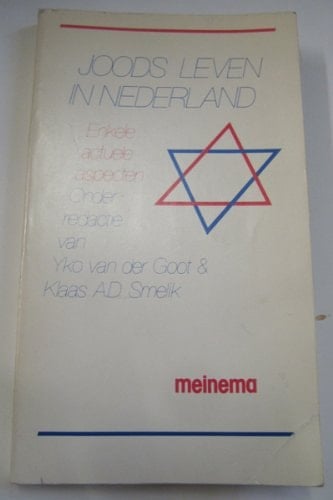 JOODS LEVEN
IN NEDERLAND
Enkele
actuele
aspecten
Onder
redactie
van
Yko van der Goot &
Klaas A.D. Smelik
meinema